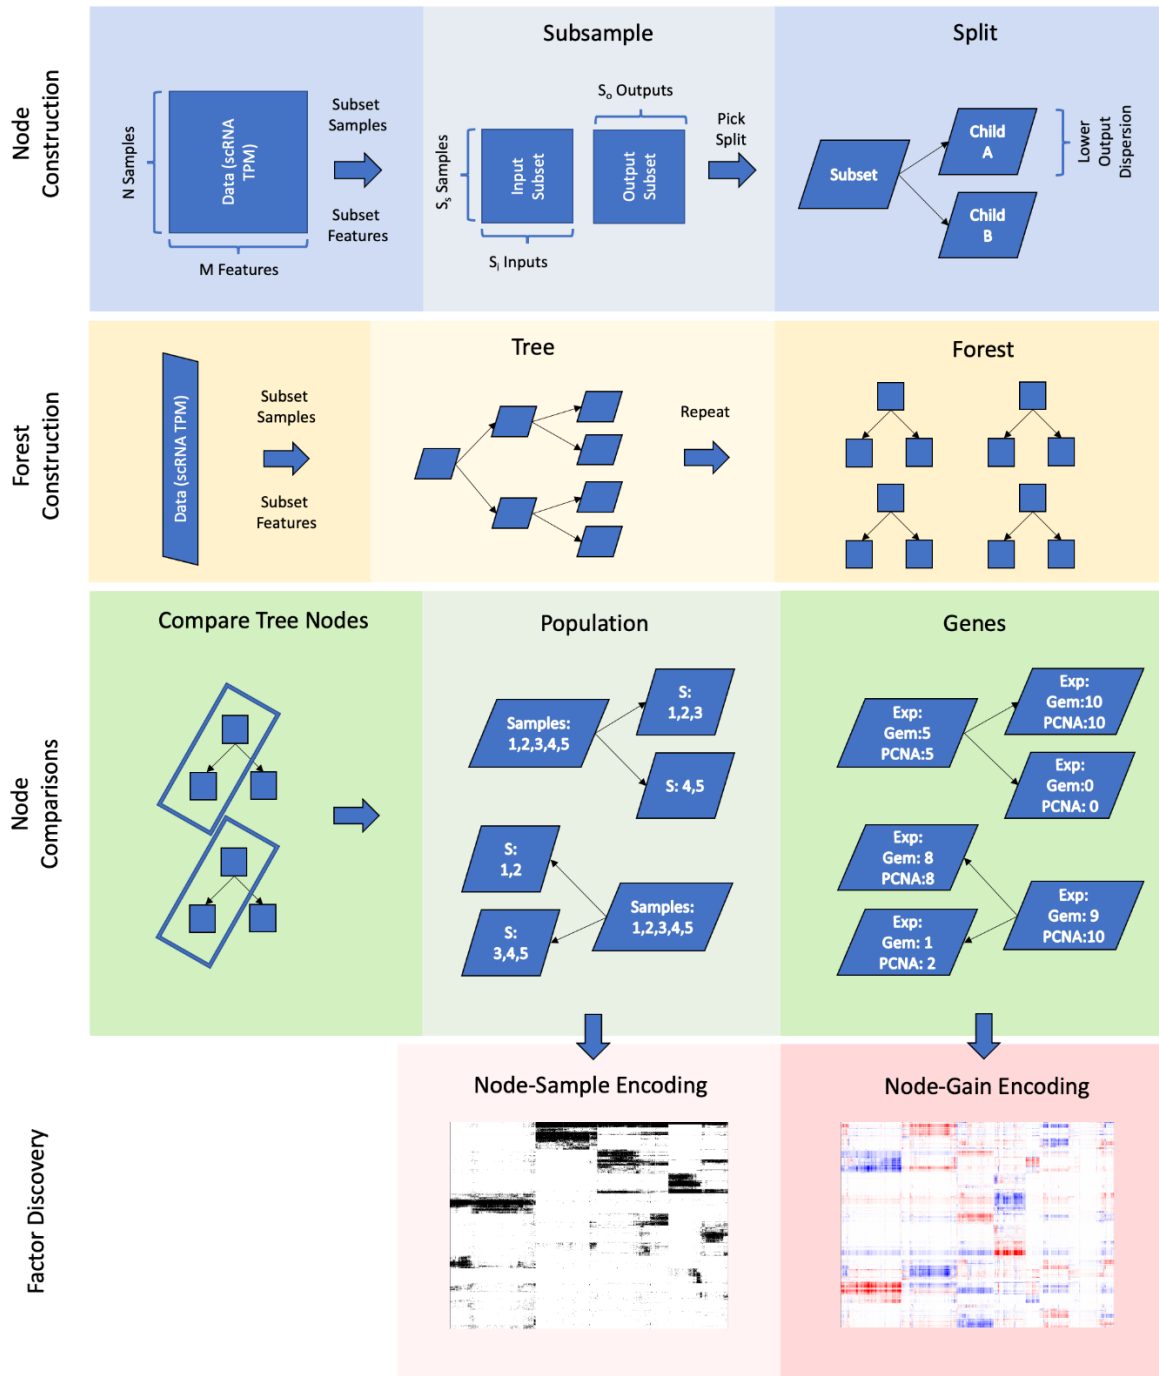 Node
Construction
N Samples
Data (scRNA
TPM)
M Features
Subset
Samples
Subset
Features
Subsample
Sₛ Samples
Input
Subset
Sᵢ Inputs
Sₒ Outputs
Output
Subset
Pick
Split
Split
Subset
Child
A
Child
B
Lower
Output
Dispersion
Forest
Construction
Data (scRNA TPM)
Subset
Samples
Subset
Features
Tree
Repeat
Forest
Node
Comparisons
Compare Tree Nodes
Population
Samples:
1,2,3,4,5
S:
1,2,3
S: 4,5
S:
1,2
S:
3,4,5
Samples:
1,2,3,4,5
Genes
Exp:
Gem:5
PCNA:5
Exp:
Gem:10
PCNA:10
Exp:
Gem:0
PCNA: 0
Exp:
Gem: 8
PCNA:8
Exp:
Gem: 1
PCNA: 2
Exp:
Gem: 9
PCNA:10
Factor Discovery
Node-Sample Encoding
Node-Gain Encoding